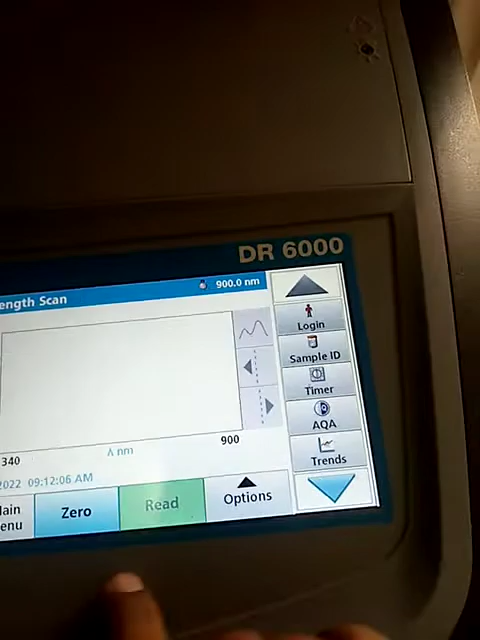 DR 6000
ength Scan
900.0 nm
Login
Sample ID
Timer
AQA
Trends
340
λ nm
900
2022 09:12:06 AM
ain
enu
Zero
Read
Options